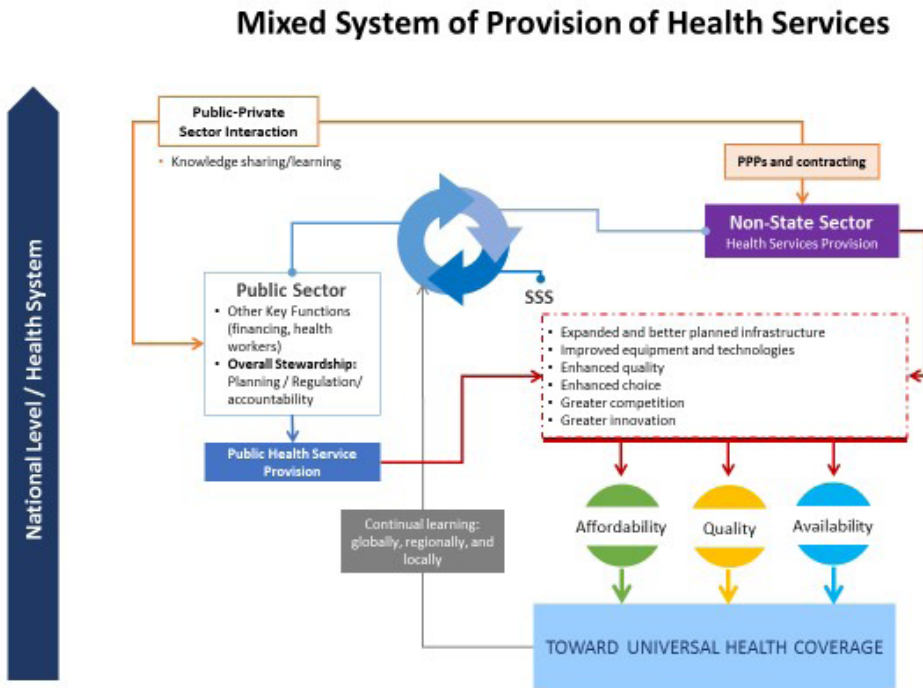 Mixed System of Provision of Health Services
National Level / Health System
Public-Private
Sector Interaction
• Knowledge sharing/learning
PPPs and contracting
Non-State Sector
Health Services Provision
Public Sector
• Other Key Functions
(financing, health
workers)
• Overall Stewardship:
Planning / Regulation/
accountability
SSS
• Expanded and better planned infrastructure
• Improved equipment and technologies
• Enhanced quality
• Enhanced choice
• Greater competition
• Greater innovation
Public Health Service
Provision
Continual learning:
globally, regionally, and
locally
Affordability
Quality
Availability
TOWARD UNIVERSAL HEALTH COVERAGE